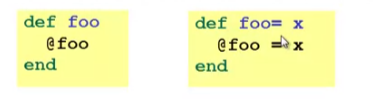 def foo
@foo
end
def foo= x
@foo = x
end